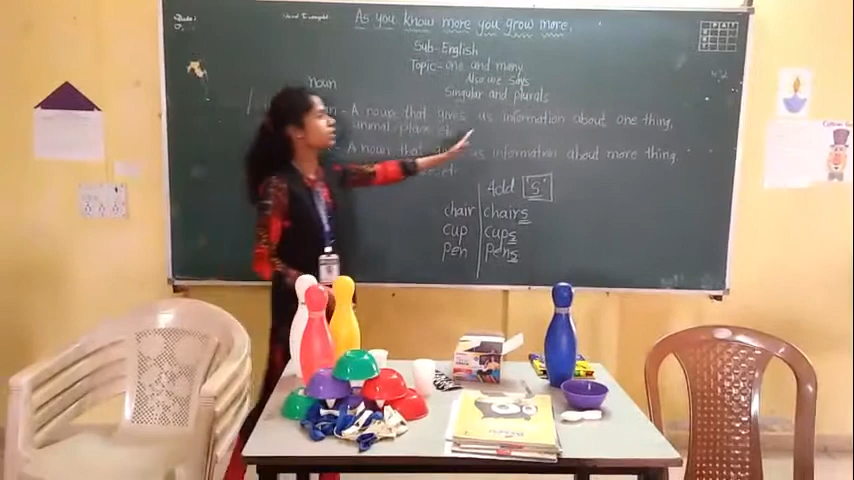 As you know more you grow more.
Sub- English
Topic- one and many
Also we says
Singular and plurals
Noun
- A noun that gives us information about one thing,
animal, place etc.
A noun that gives us information about more thing,
Add "S"
chair chairs
cup cups
pen pens